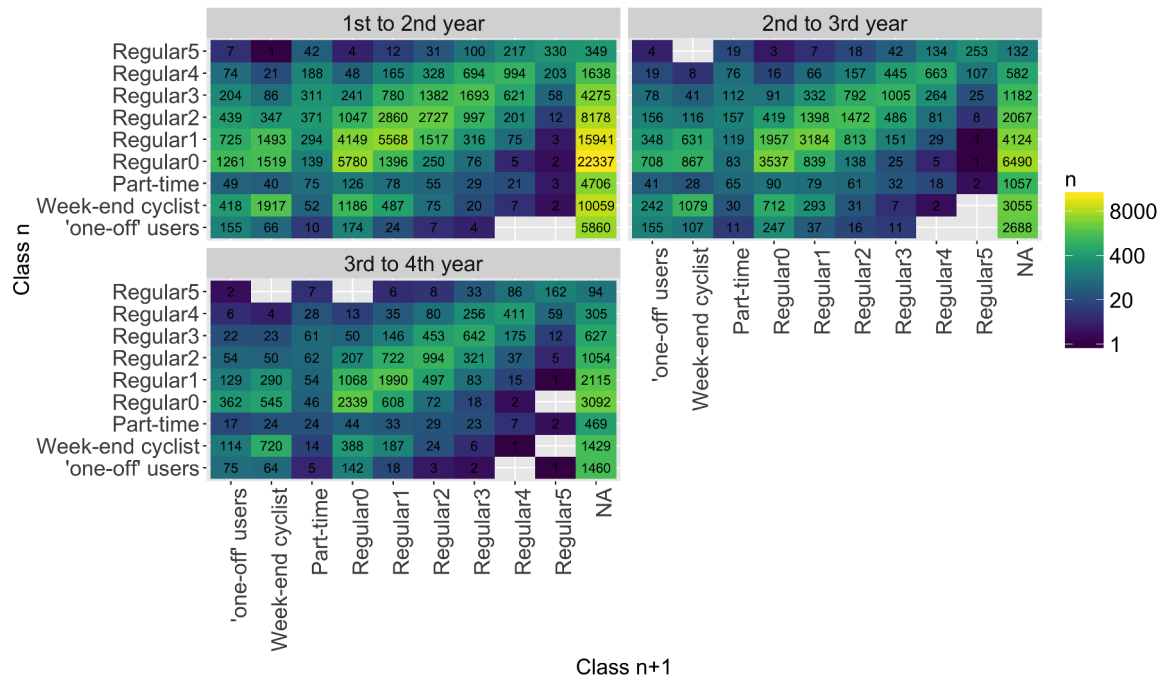 1st to 2nd year 2nd to 3rd year
Regular5 7 1 42 4 12 31 100 217 330 349 4 19 3 7 18 42 134 253 132
Regular4 74 21 188 48 165 328 694 994 203 1638 19 8 76 16 66 157 445 663 107 582
Regular3 204 86 311 241 780 1382 1693 621 58 4275 78 41 112 91 332 792 1005 264 25 1182
Regular2 439 347 371 1047 2860 2727 997 201 12 8178 156 116 157 419 1398 1472 486 81 8 2067
Regular1 725 1493 294 4149 5568 1517 316 75 3 15941 348 631 119 1957 3184 813 151 29 1 4124
Regular0 1261 1519 139 5780 1396 250 76 5 2 22337 708 867 83 3537 839 138 25 5 1 6490
Part-time 49 40 75 126 78 55 29 21 3 4706 41 28 65 90 79 61 32 18 2 1057
Week-end cyclist 418 1917 52 1186 487 75 20 7 2 10059 242 1079 30 712 293 31 7 2 3055
'one-off' users 155 66 10 174 24 7 4 5860 155 107 11 247 37 16 11 2688
'one-off' users Week-end cyclist Part-time Regular0 Regular1 Regular2 Regular3 Regular4 Regular5 NA
n
8000
400
20
1
Class n
3rd to 4th year
Regular5 2 7 6 8 33 86 162 94
Regular4 6 4 28 13 35 80 256 411 59 305
Regular3 22 23 61 50 146 453 642 175 12 627
Regular2 54 50 62 207 722 994 321 37 5 1054
Regular1 129 290 54 1068 1990 497 83 15 1 2115
Regular0 362 545 46 2339 608 72 18 2 3092
Part-time 17 24 24 44 33 29 23 7 2 469
Week-end cyclist 114 720 14 388 187 24 6 1 1429
'one-off' users 75 64 5 142 18 3 2 1 1460
'one-off' users Week-end cyclist Part-time Regular0 Regular1 Regular2 Regular3 Regular4 Regular5 NA
Class n+1